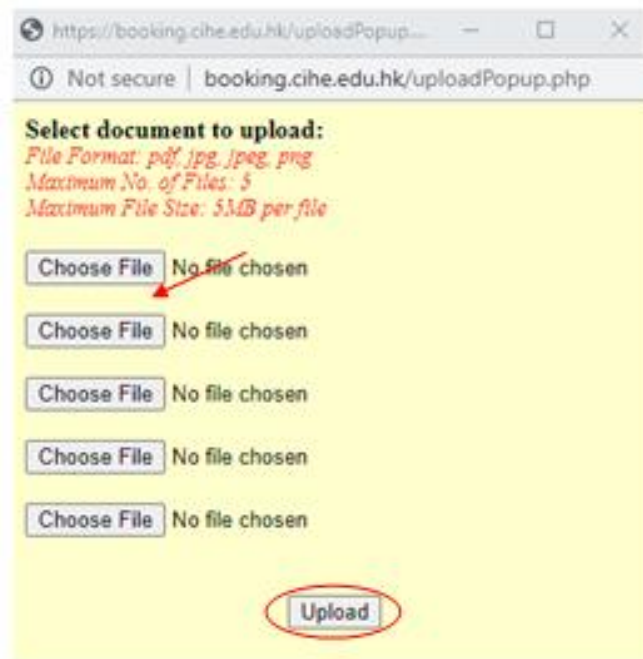 https://booking.cihe.edu.hk/uploadPopup....
Not secure | booking.cihe.edu.hk/uploadPopup.php
Select document to upload:
File Format: pdf, jpg, jpeg, png
Maximum No. of Files: 5
Maximum File Size: 5MB per file
Choose File No file chosen
Choose File No file chosen
Choose File No file chosen
Choose File No file chosen
Choose File No file chosen
Upload